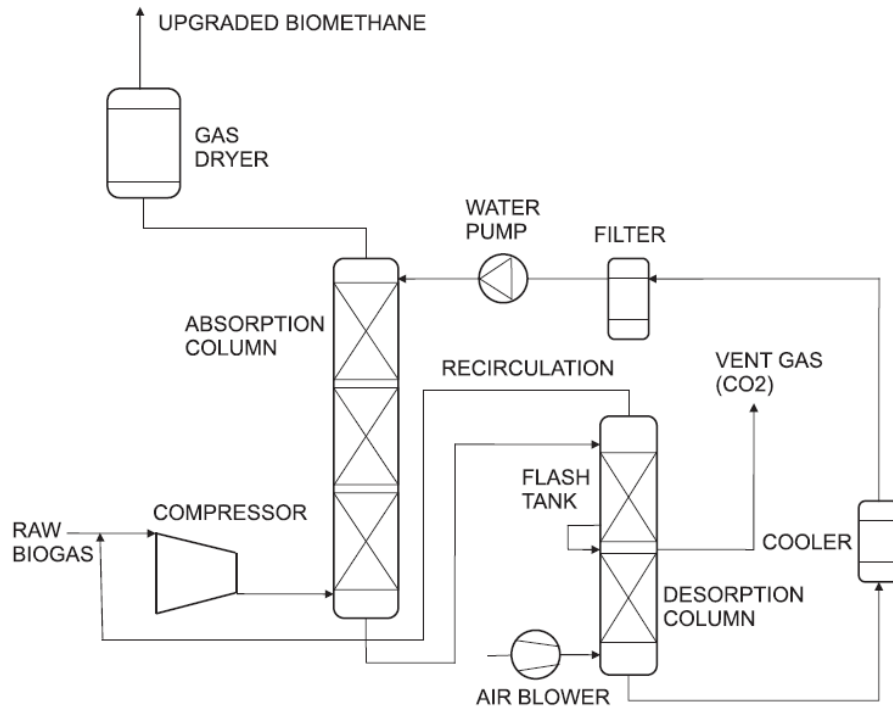 UPGRADED BIOMETHANE
GAS
DRYER
WATER
PUMP
FILTER
ABSORPTION
COLUMN
RECIRCULATION
VENT GAS
(CO2)
FLASH
TANK
RAW
BIOGAS
COMPRESSOR
COOLER
DESORPTION
COLUMN
AIR BLOWER